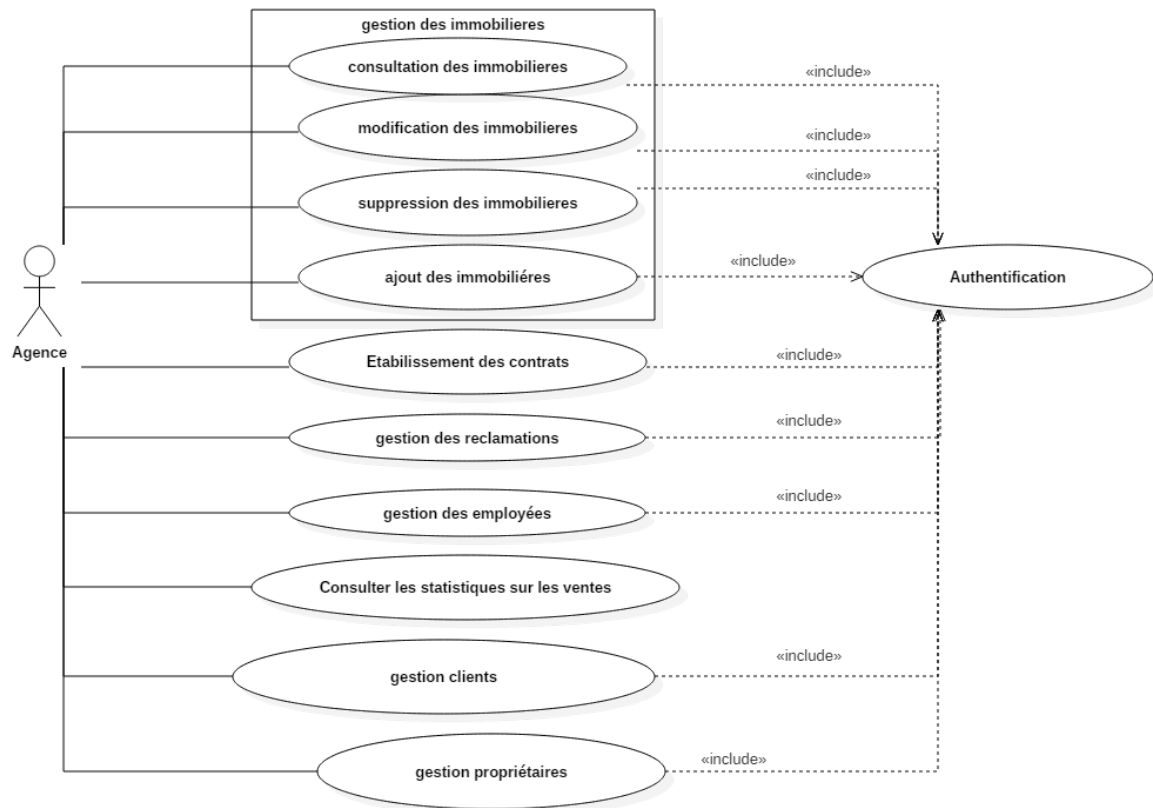 gestion des immobilieres
consultation des immobilieres
«include»
modification des immobilieres
«include»
suppression des immobilieres
«include»
ajout des immobiliéres
«include»
Authentification
Agence
Etabilissement des contrats
«include»
gestion des reclamations
«include»
gestion des employées
«include»
Consulter les statistiques sur les ventes
gestion clients
«include»
gestion propriétaires
«include»